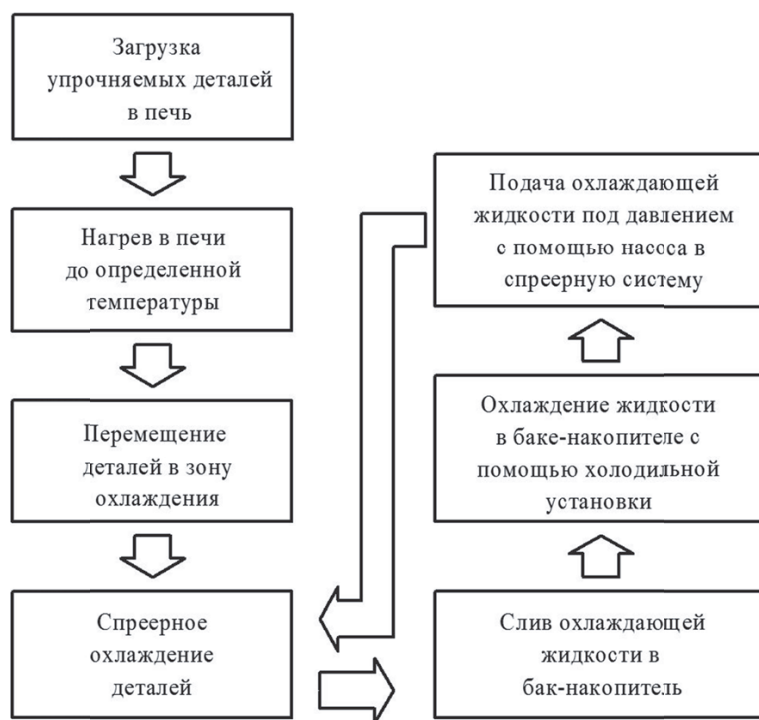 Загрузка
упрочняемых деталей
в печь
Нагрев в печи
до определенной
температуры
Перемещение
деталей в зону
охлаждения
Спреерное
охлаждение
деталей
Слив охлаждающей
жидкости в
бак-накопитель
Охлаждение жидкости
в баке-накопителе с
помощью холодильной
установки
Подача охлаждающей
жидкости под давлением
с помощью насоса в
спреерную систему